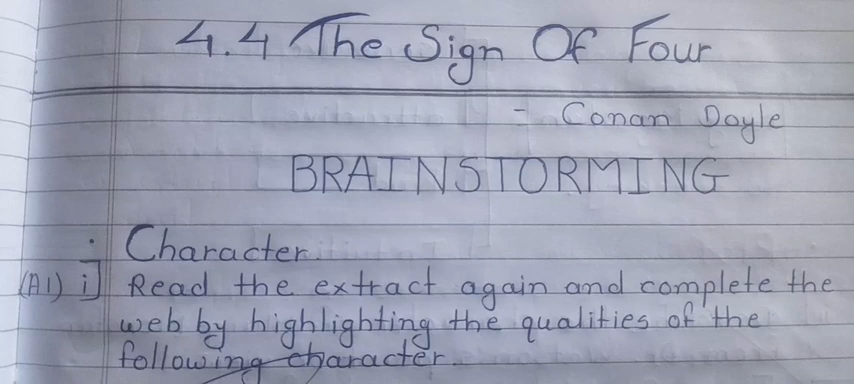 4.4 The Sign Of Four
- Conan Doyle
BRAINSTORMING
• Character
(A1) i] Read the extract again and complete the
web by highlighting the qualities of the
following character.